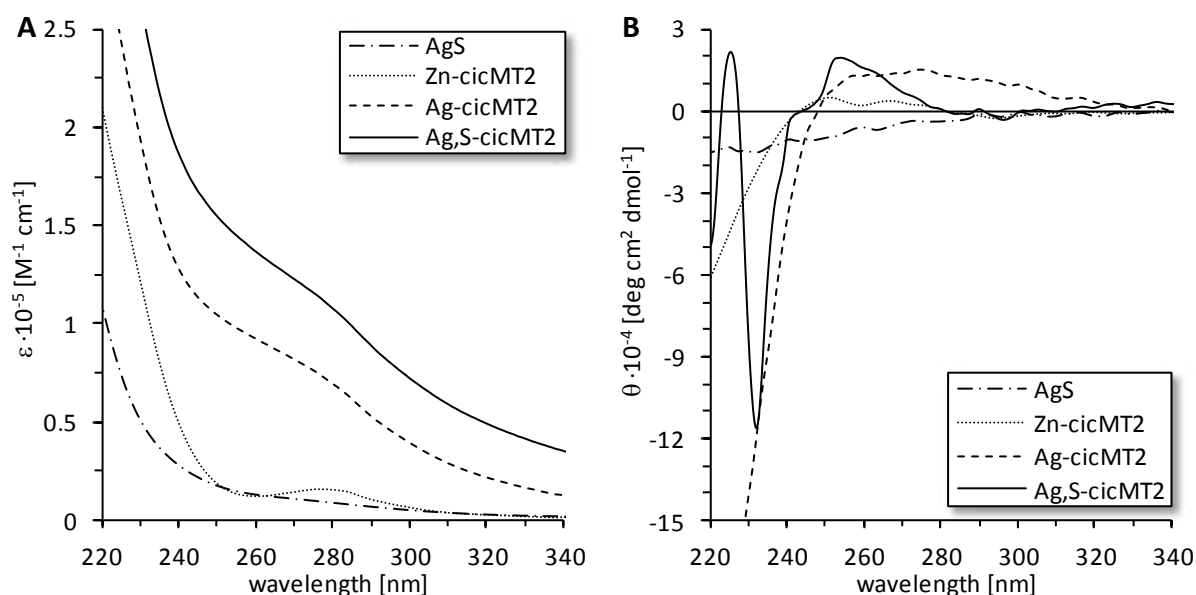 A
2.5
2
1.5
1
0.5
0
ε·10⁻⁵ [M⁻¹ cm⁻¹]
AgS
Zn-cicMT2
Ag-cicMT2
Ag,S-cicMT2
220 240 260 280 300 320 340
wavelength [nm]
B
3
0
-3
-6
-9
-12
-15
θ·10⁻⁴ [deg cm² dmol⁻¹]
AgS
Zn-cicMT2
Ag-cicMT2
Ag,S-cicMT2
220 240 260 280 300 320 340
wavelength [nm]